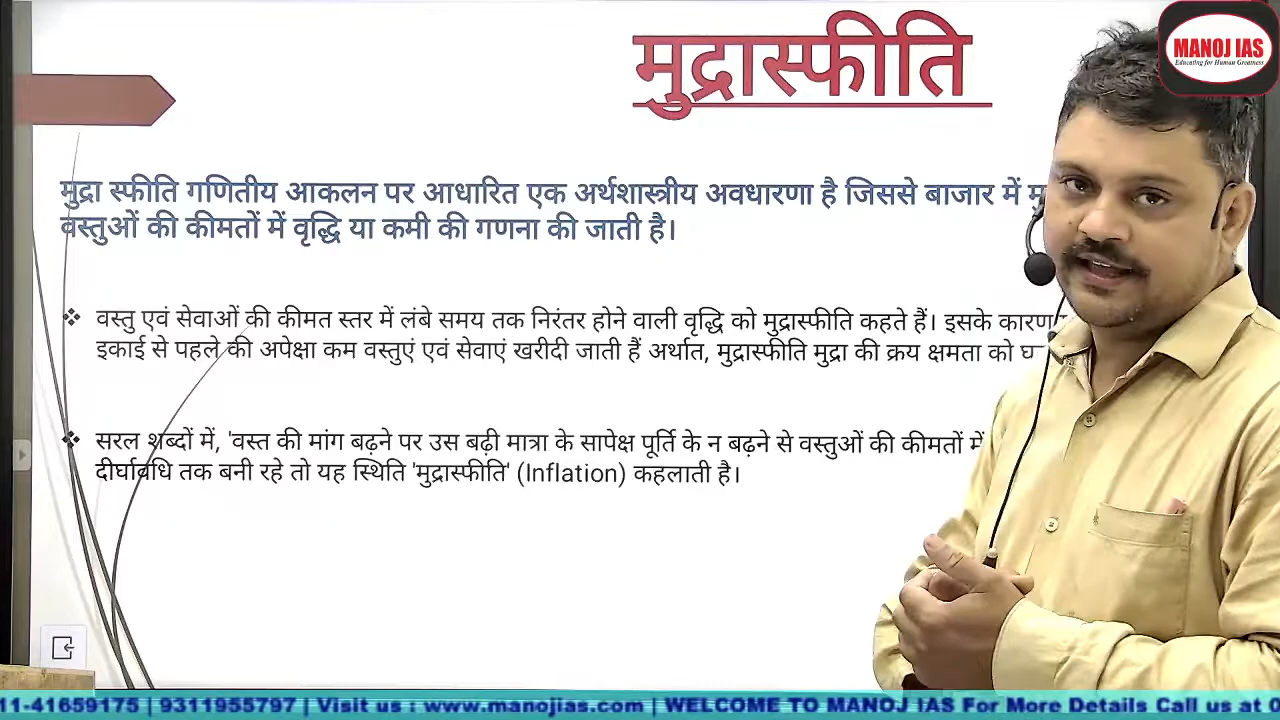 मुद्रास्फीति
MANOJ IAS
Educating for Human Greatness
मुद्रा स्फीति गणितीय आकलन पर आधारित एक अर्थशास्त्रीय अवधारणा है जिससे बाजार में
वस्तुओं की कीमतों में वृद्धि या कमी की गणना की जाती है।
वस्तु एवं सेवाओं की कीमत स्तर में लंबे समय तक निरंतर होने वाली वृद्धि को मुद्रास्फीति कहते हैं। इसके कारण
इकाई से पहले की अपेक्षा कम वस्तुएं एवं सेवाएं खरीदी जाती हैं अर्थात, मुद्रास्फीति मुद्रा की क्रय क्षमता को
सरल शब्दों में, 'वस्त की मांग बढ़ने पर उस बढ़ी मात्रा के सापेक्ष पूर्ति के न बढ़ने से वस्तुओं की कीमतों में
दीर्घावधि तक बनी रहे तो यह स्थिति 'मुद्रास्फीति' (Inflation) कहलाती है।
11-41659175 | 9311955797 | Visit us : www.manojias.com | WELCOME TO MANOJ IAS For More Details Call us at 0